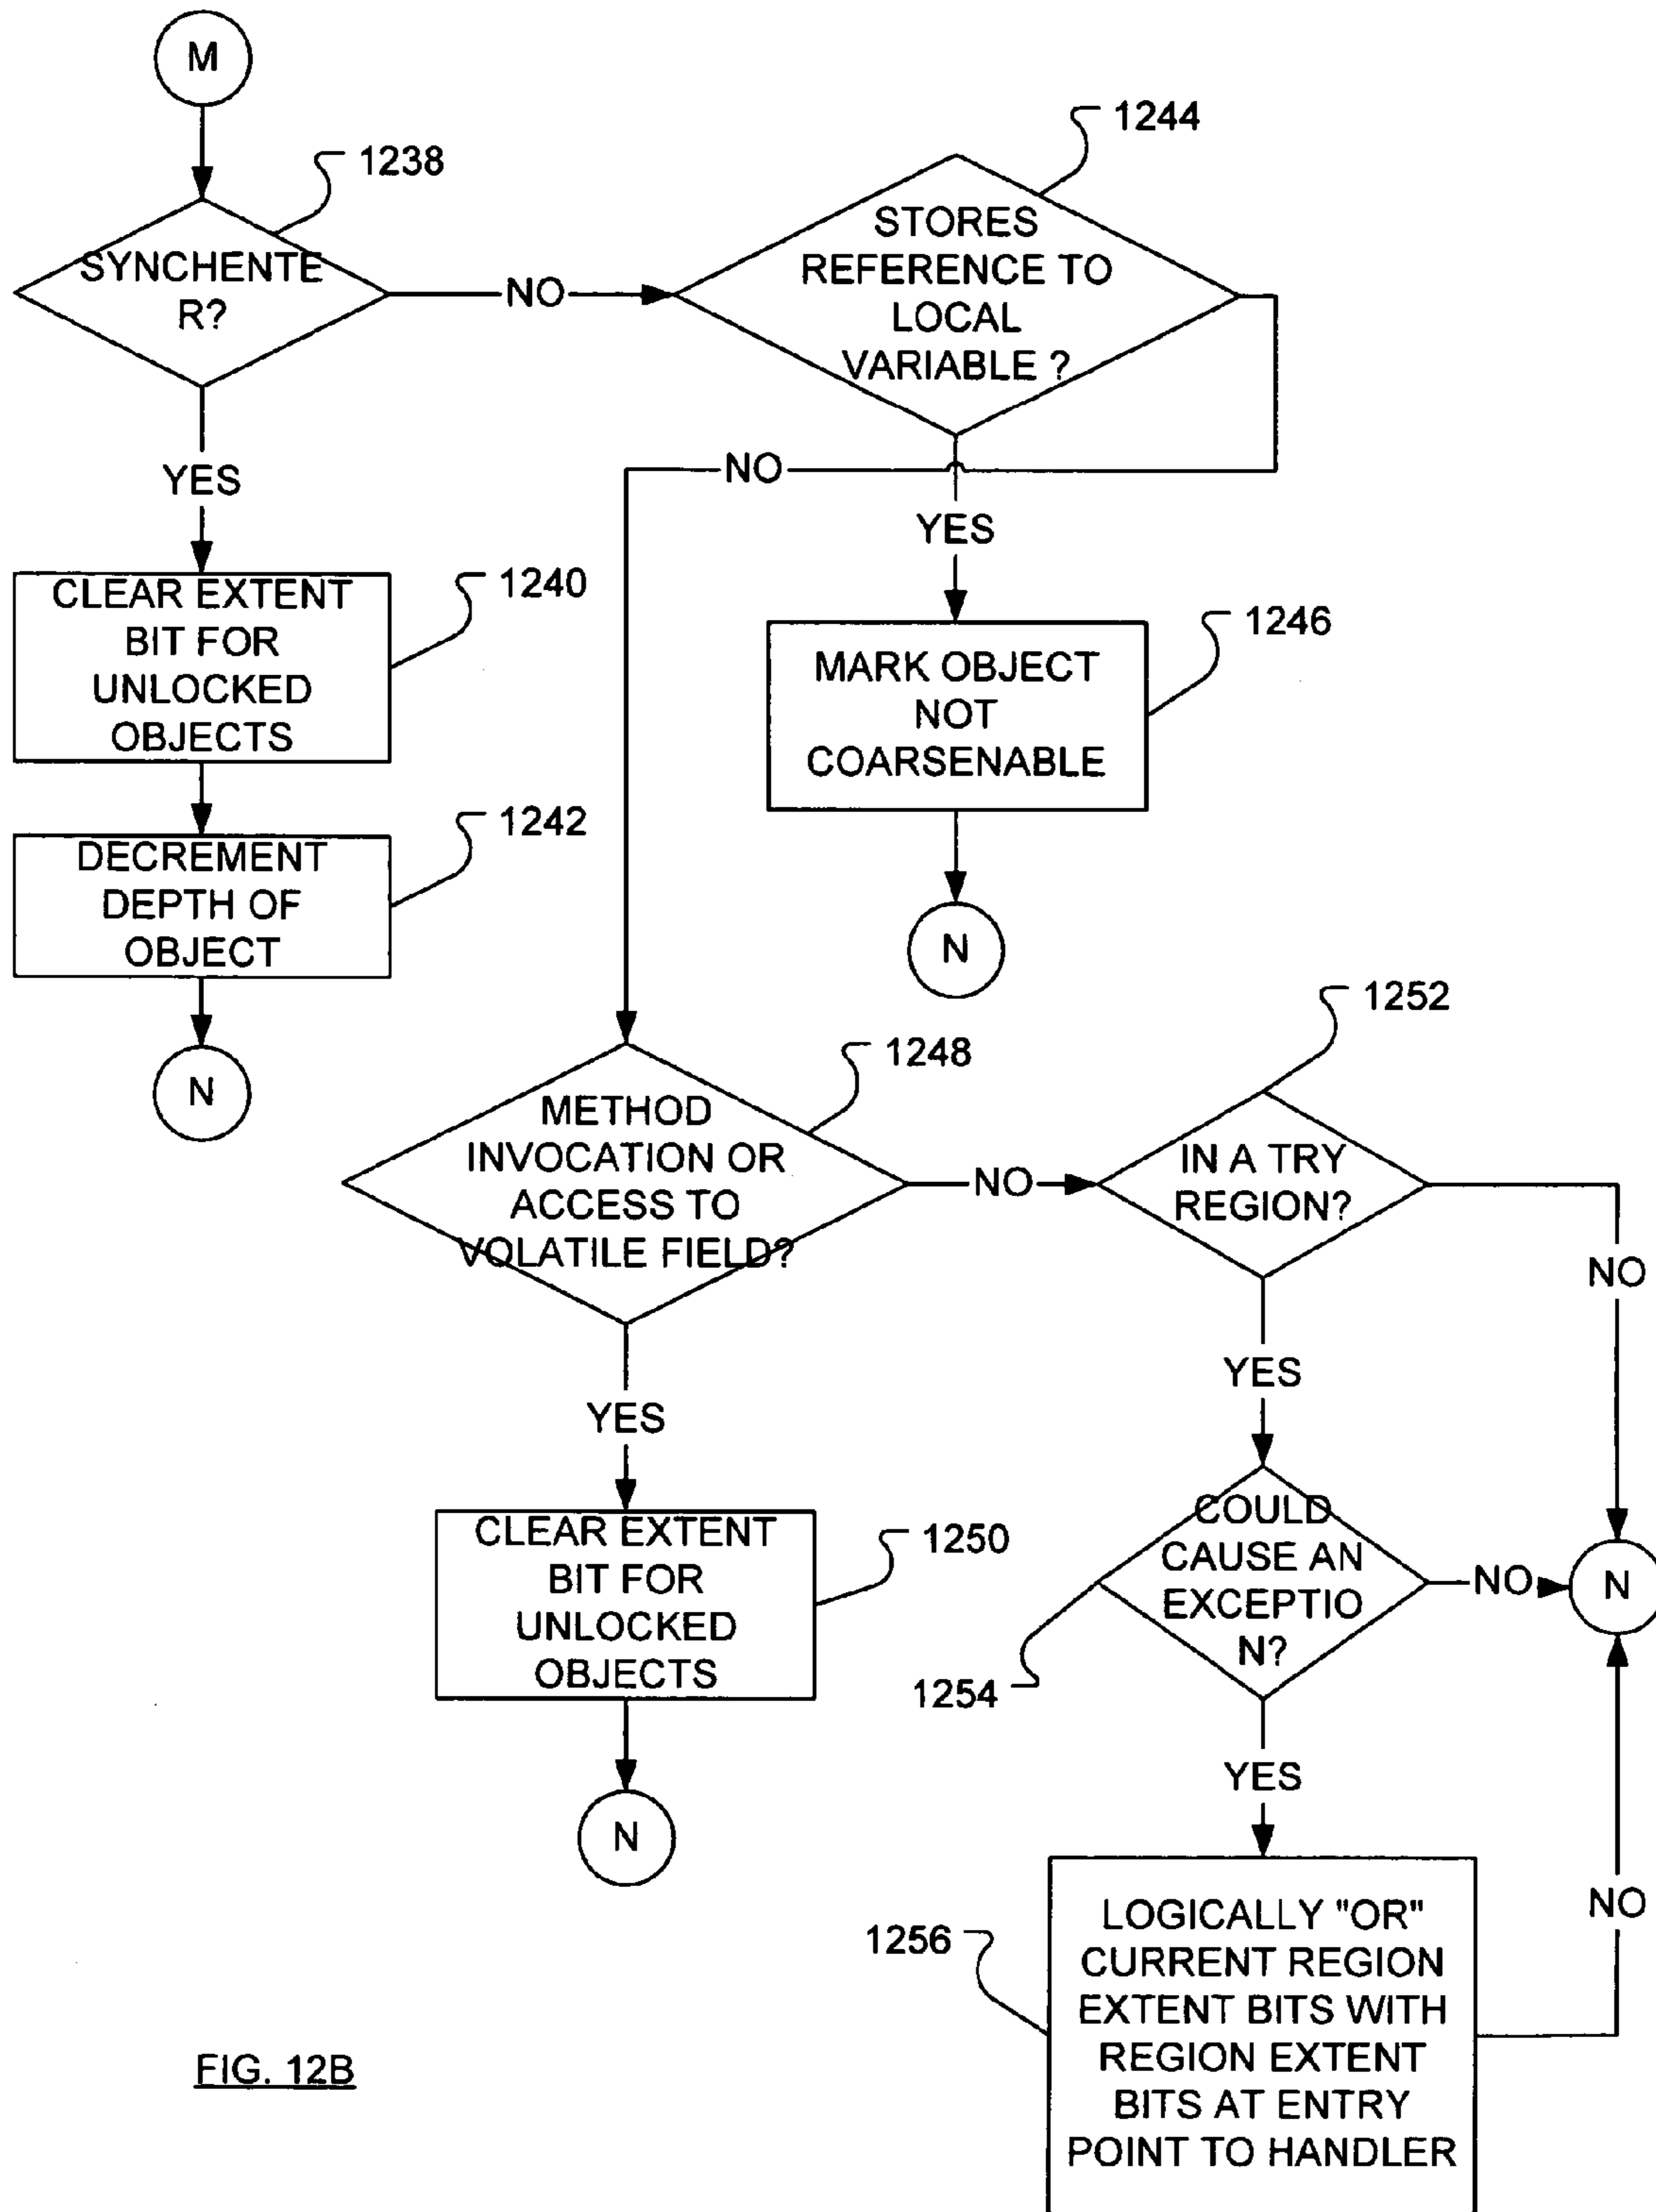 M
1238
SYNCHENTE
R?
NO
1244
STORES
REFERENCE TO
LOCAL
VARIABLE ?
YES
NO
YES
CLEAR EXTENT
BIT FOR
UNLOCKED
OBJECTS
1240
MARK OBJECT
NOT
COARSENABLE
1246
DECREMENT
DEPTH OF
OBJECT
1242
N
N
METHOD
INVOCATION OR
ACCESS TO
VOLATILE FIELD?
1248
NO
IN A TRY
REGION?
1252
NO
YES
YES
CLEAR EXTENT
BIT FOR
UNLOCKED
OBJECTS
1250
COULD
CAUSE AN
EXCEPTIO
N?
1254
NO
N
N
YES
LOGICALLY "OR"
CURRENT REGION
EXTENT BITS WITH
REGION EXTENT
BITS AT ENTRY
POINT TO HANDLER
1256
NO
FIG. 12B